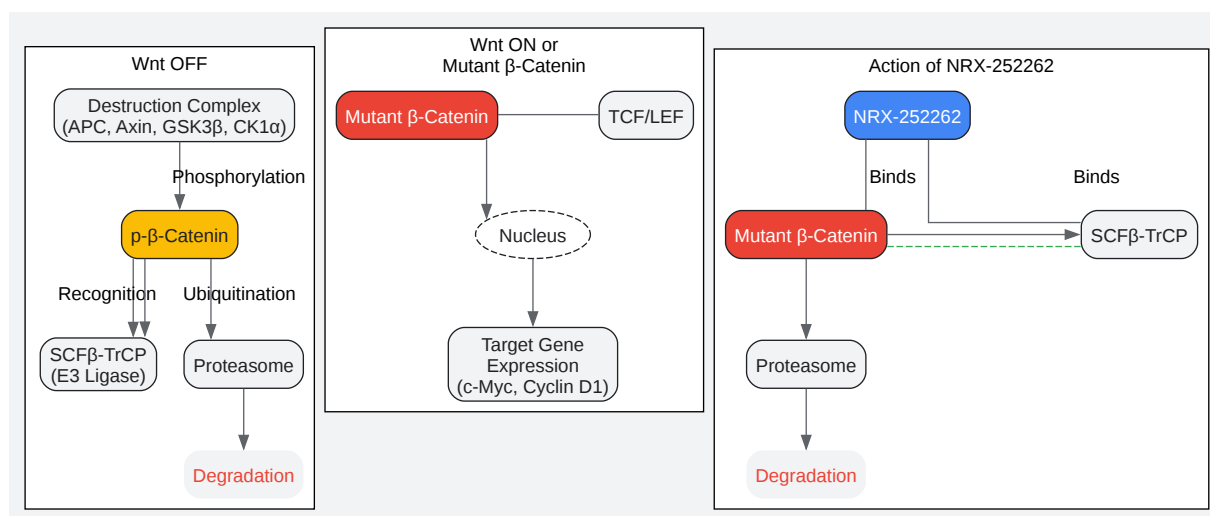 Wnt OFF
Destruction Complex
(APC, Axin, GSK3β, CK1α)
Phosphorylation
p-β-Catenin
Recognition
Ubiquitination
SCFβ-TrCP
(E3 Ligase)
Proteasome
Degradation
Wnt ON or
Mutant β-Catenin
Mutant β-Catenin
TCF/LEF
Nucleus
Target Gene
Expression
(c-Myc, Cyclin D1)
Action of NRX-252262
NRX-252262
Binds
Binds
Mutant β-Catenin
SCFβ-TrCP
Proteasome
Degradation